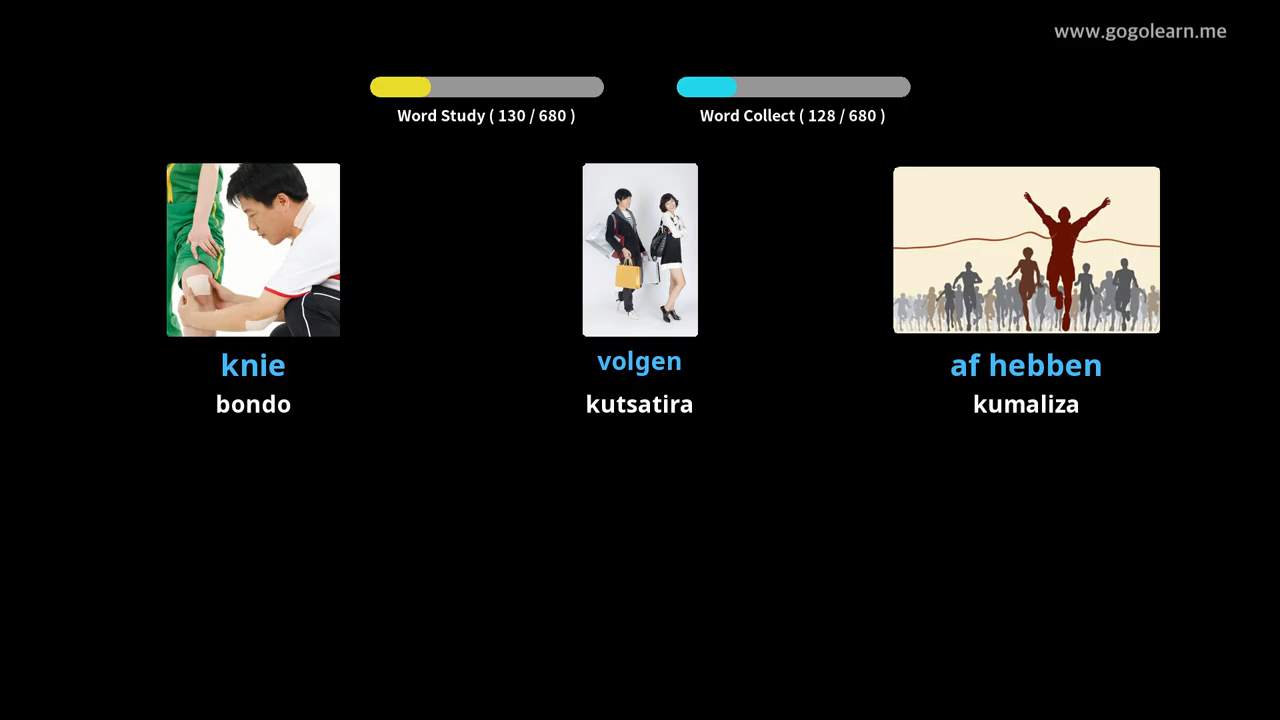 www.gogolearn.me
Word Study ( 130 / 680 )
Word Collect ( 128 / 680 )
knie
bondo
volgen
kutsatira
af hebben
kumaliza